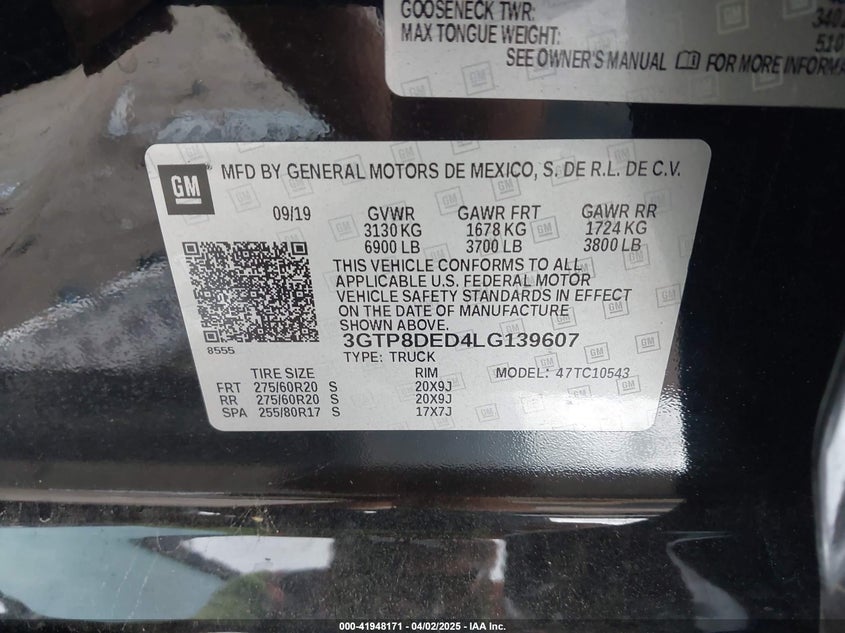 GOOSENECK TWR:
MAX TONGUE WEIGHT:
SEE OWNER'S MANUAL FOR MORE INFORMA
GM
MFD BY GENERAL MOTORS DE MEXICO, S. DE R.L. DE C.V.
09/19 GVWR GAWR FRT GAWR RR
3130 KG 1678 KG 1724 KG
6900 LB 3700 LB 3800 LB
THIS VEHICLE CONFORMS TO ALL
APPLICABLE U.S. FEDERAL MOTOR
VEHICLE SAFETY STANDARDS IN EFFECT
ON THE DATE OF MANUFACTURE
SHOWN ABOVE.
8555
3GTP8DED4LG139607
TYPE: TRUCK
TIRE SIZE RIM MODEL: 47TC10543
FRT 275/60R20 S 20X9J
RR 275/60R20 S 20X9J
SPA 255/80R17 S 17X7J
000-41948171 - 04/02/2025 - IAA Inc.